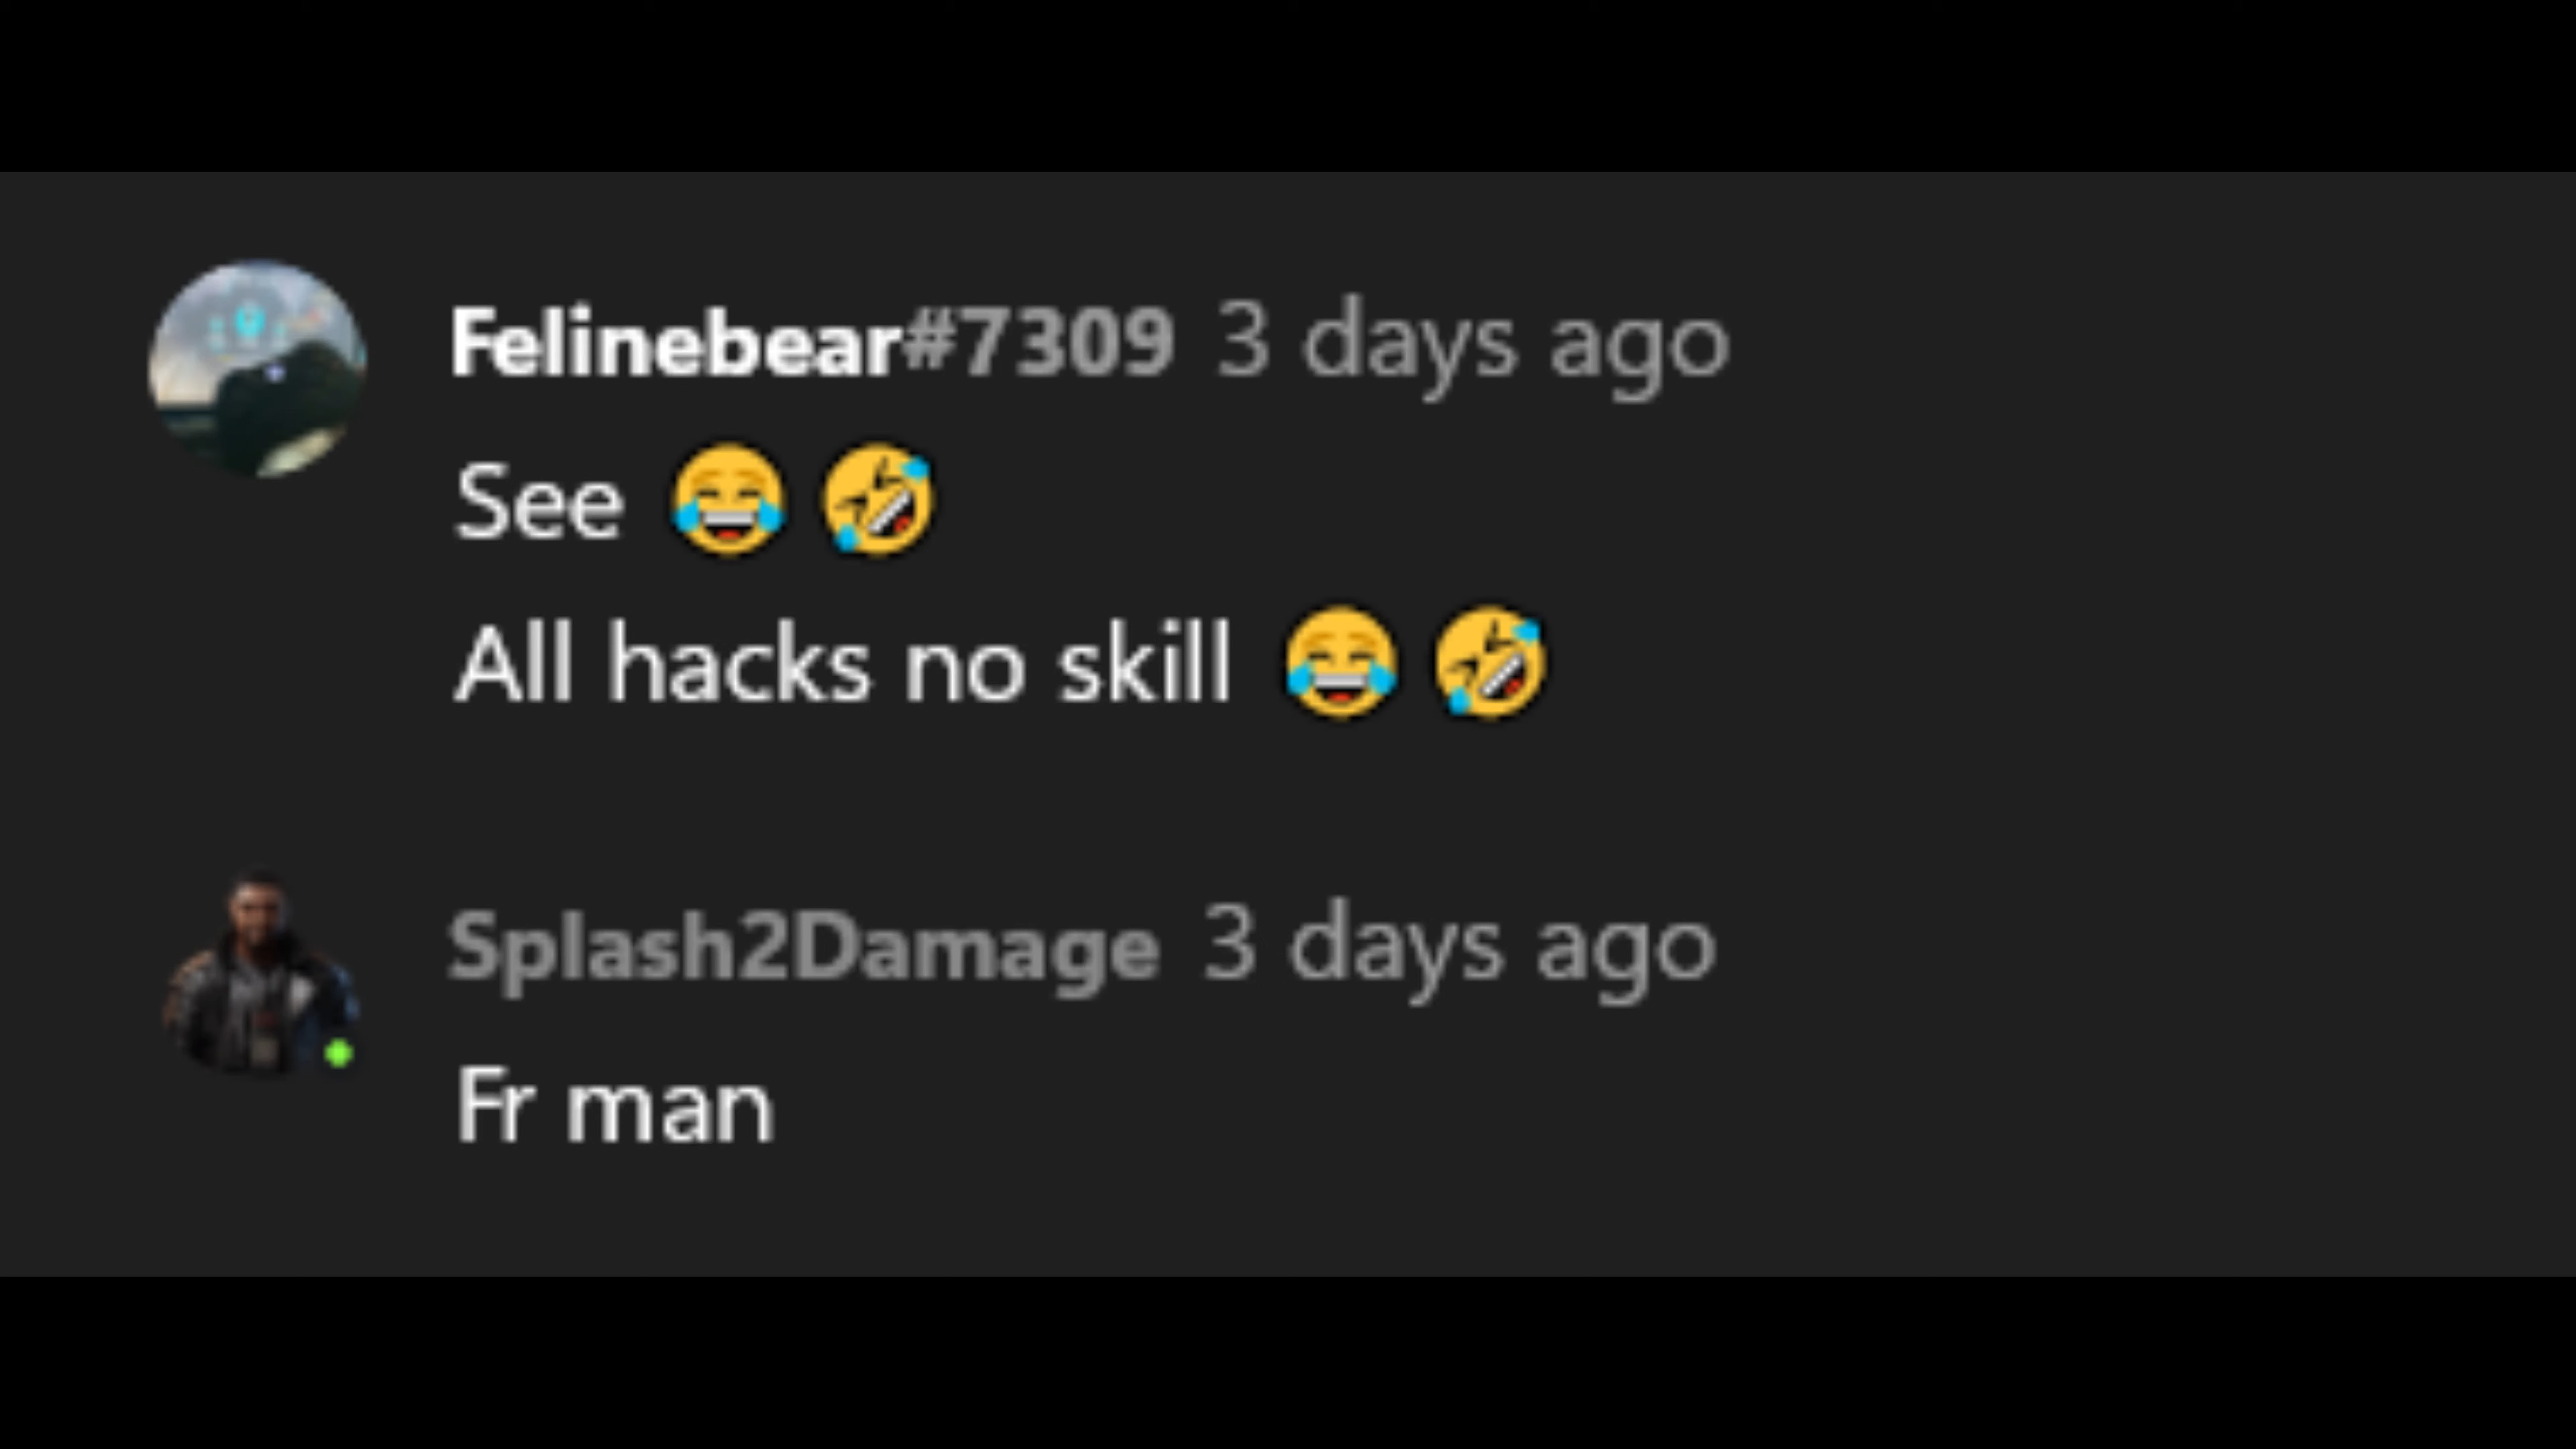 Felinebear#7309 3 days ago
See 😂 🤣
All hacks no skill 😂 🤣
Splash2Damage 3 days ago
Fr man